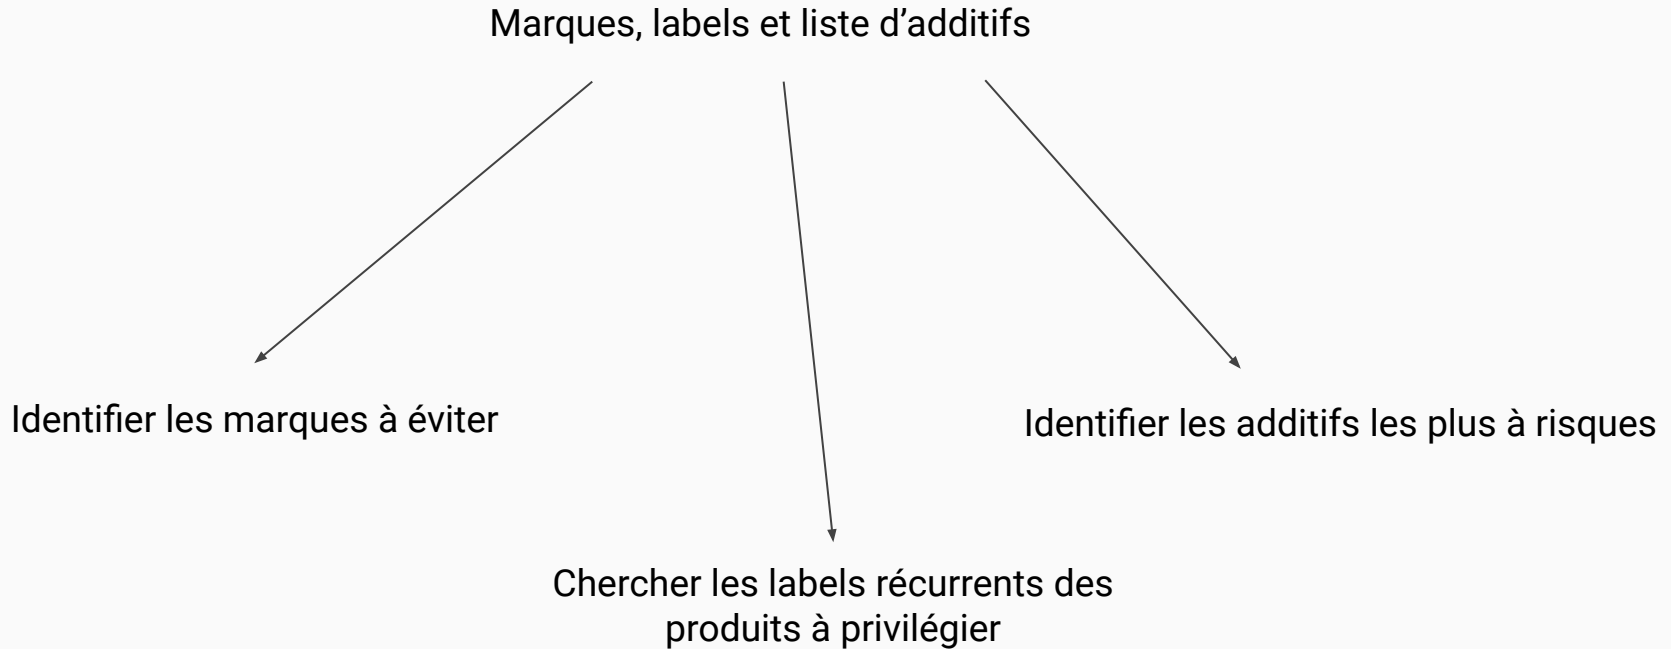 Marques, labels et liste d’additifs
Identifier les marques à éviter
Identifier les additifs les plus à risques
Chercher les labels récurrents des
produits à privilégier